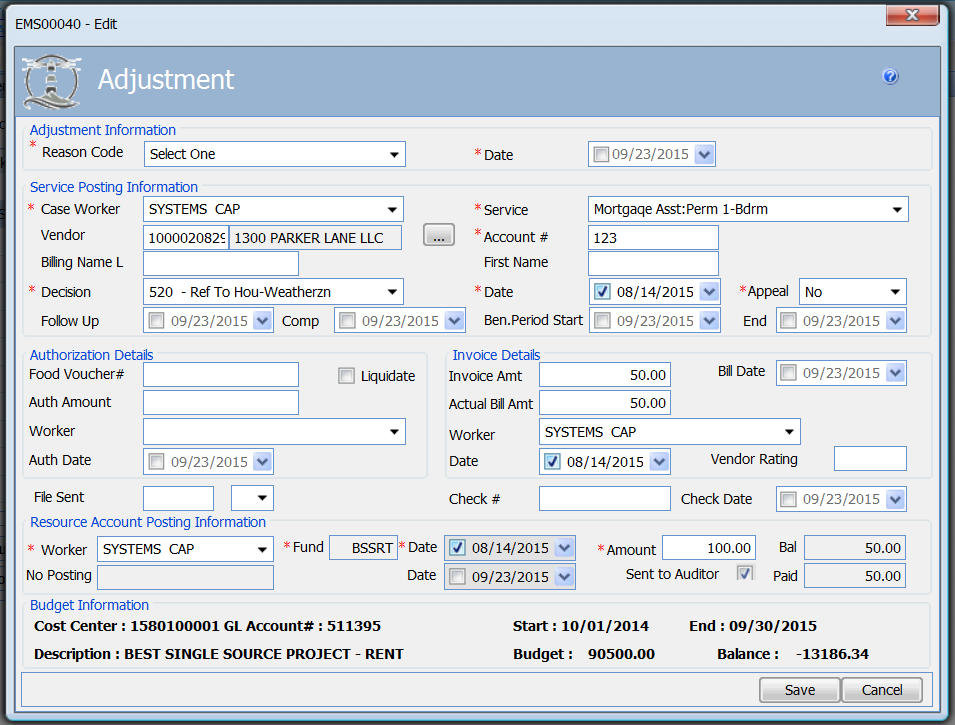 EMS00040 - Edit
Adjustment
Adjustment Information
* Reason Code Select One * Date 09/23/2015
Service Posting Information
* Case Worker SYSTEMS CAP * Service Mortgage Asst:Perm 1-Bdrm
Vendor 1000020829 1300 PARKER LANE LLC ... * Account # 123
Billing Name L First Name
* Decision 520 - Ref To Hou-Weatherzn * Date 08/14/2015 *Appeal No
Follow Up 09/23/2015 Comp 09/23/2015 Ben.Period Start 09/23/2015 End 09/23/2015
Authorization Details
Food Voucher# Liquidate
Auth Amount
Worker
Auth Date 09/23/2015
Invoice Details
Invoice Amt 50.00 Bill Date 09/23/2015
Actual Bill Amt 50.00
Worker SYSTEMS CAP
Date 08/14/2015 Vendor Rating
File Sent Check # Check Date 09/23/2015
Resource Account Posting Information
* Worker SYSTEMS CAP * Fund BSSRT * Date 08/14/2015 * Amount 100.00 Bal 50.00
No Posting Date 09/23/2015 Sent to Auditor Paid 50.00
Budget Information
Cost Center : 1580100001 GL Account# : 511395 Start : 10/01/2014 End : 09/30/2015
Description : BEST SINGLE SOURCE PROJECT - RENT Budget : 90500.00 Balance : -13186.34
Save Cancel